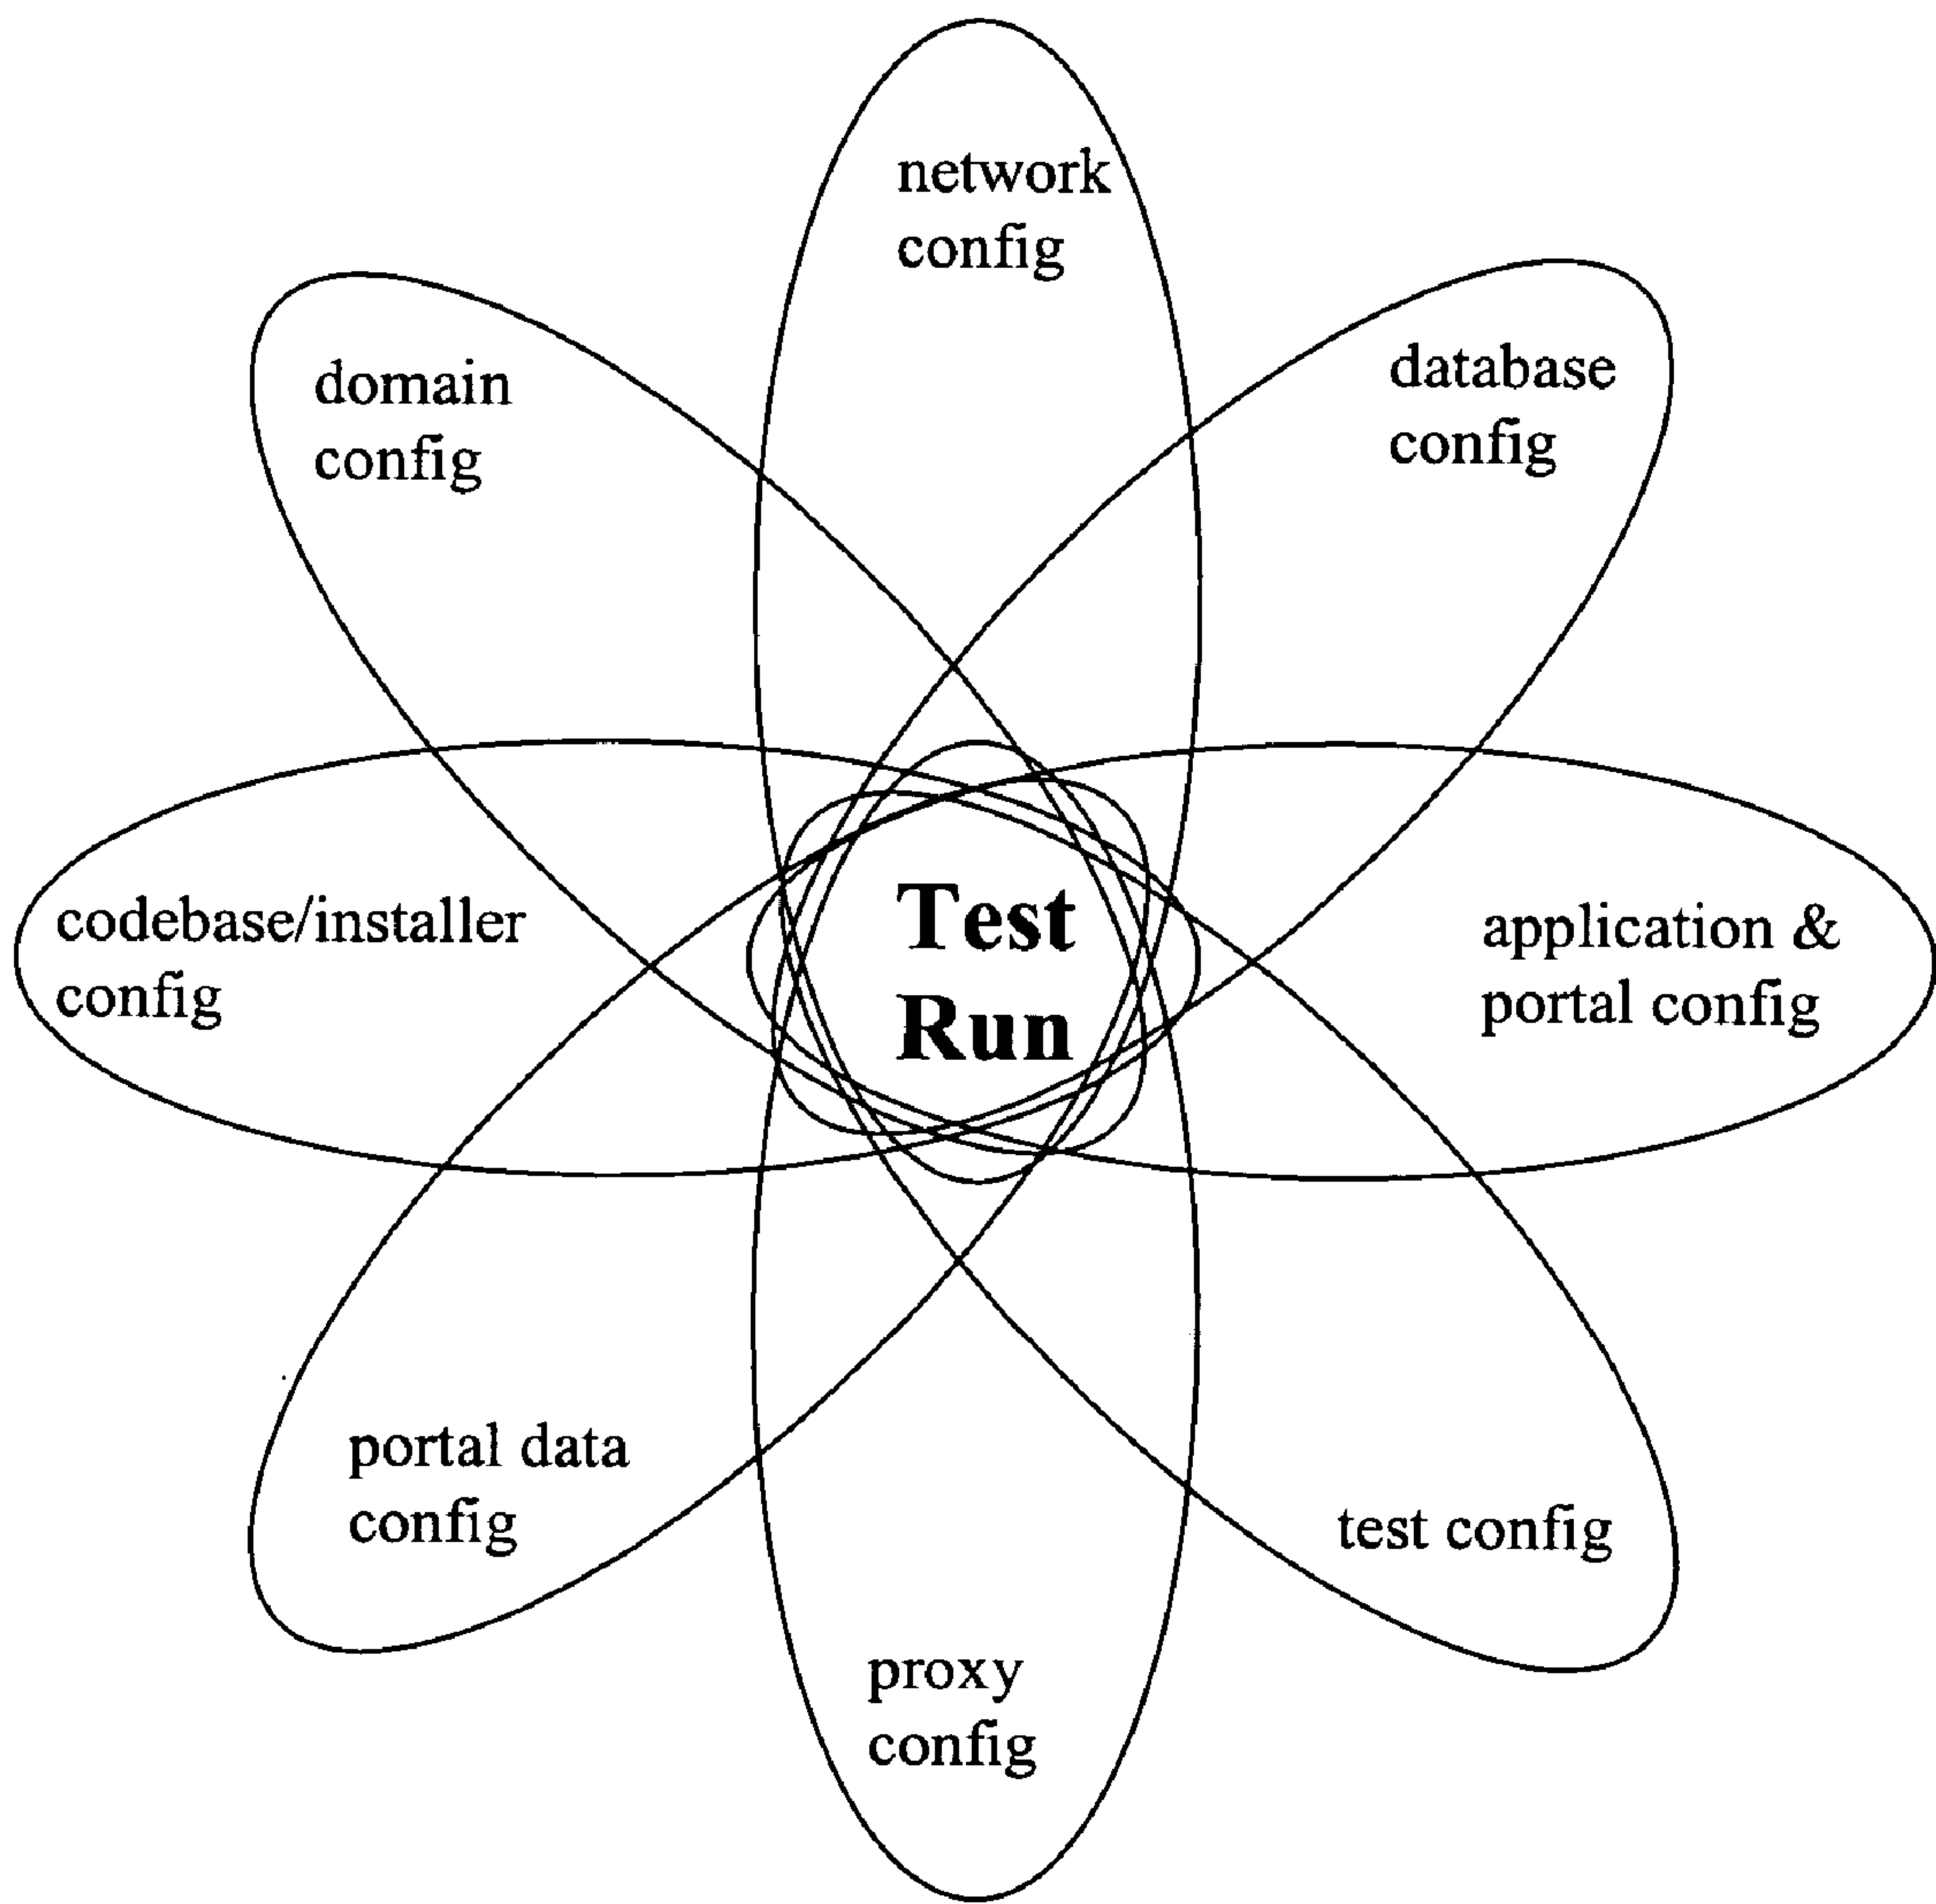 network
config
database
config
domain
config
codebase/installer
config
Test
Run
application &
portal config
portal data
config
test config
proxy
config